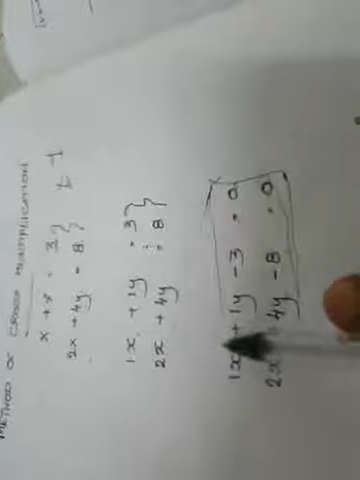 METHOD OF CROSS MULTIPLICATION
x + y = 3 }
2x + 4y = 8 }
1x + 1y = 3 }
2x + 4y = 8 }
1x + 1y - 3 = 0
2x 4y - 8 = 0